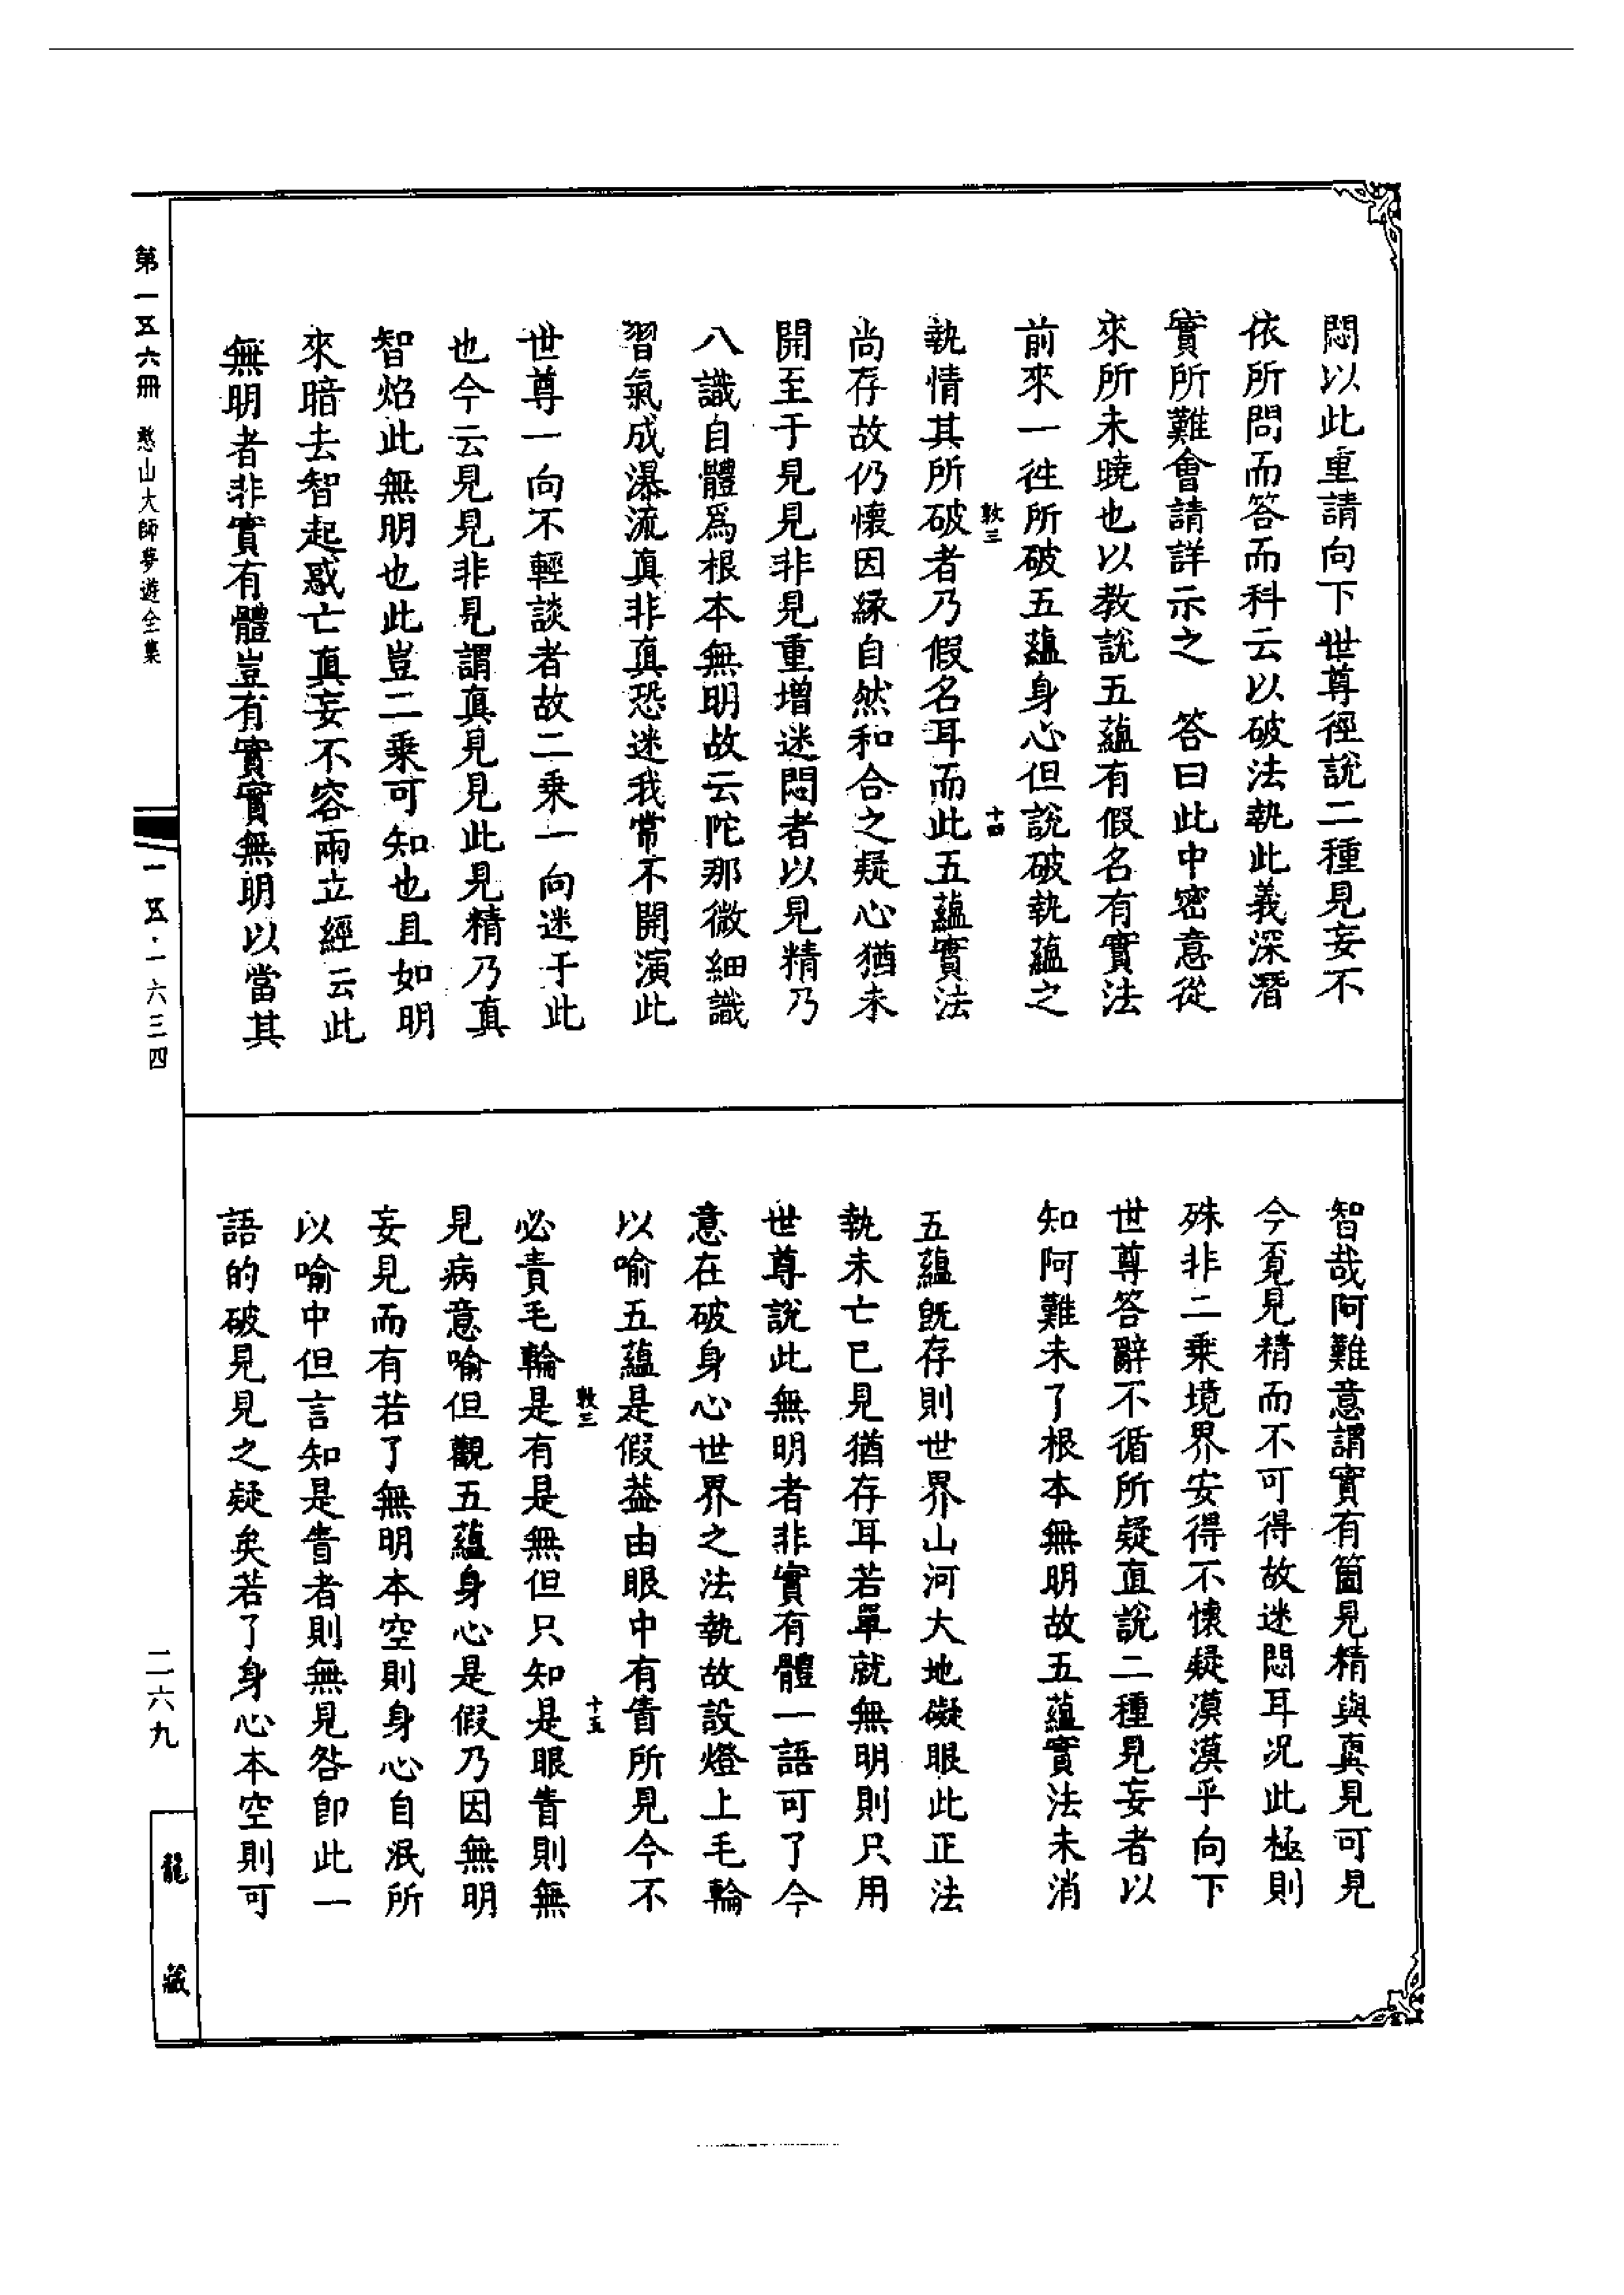 悶以此重請向下世尊徑說二種見妄不
依所問而答而科云以破法執此義深潛
實所難會請詳示之　答曰此中密意從
來所未曉也以教說五蘊有假名有實法
前來一往所破五蘊身心但說破執蘊之
敦三　十四
執情其所破者乃假名耳而此五蘊實法
尚存故仍懷因緣自然和合之疑心猶未
開至于見見非見重增迷悶者以見精乃
八識自體爲根本無明故云陀那微細識
習氣成瀑流真非真恐迷我常不開演此
世尊一向不輕談者故二乘一向迷于此
也今云見見非見謂真見見此見精乃真
智焰此無明也此豈二乘可知也且如明
來暗去智起惑亡真妄不容兩立經云此
無明者非實有體豈有實實無明以當其
智哉阿難意謂實有箇見精與真見可見
今覓見精而不可得故迷悶耳况此極則
殊非二乘境界安得不懷疑漠漠乎向下
世尊答辭不循所疑直說二種見妄者以
知阿難未了根本無明故五蘊實法未消
五蘊旣存則世界山河大地礙眼此正法
執未亡已見猶存耳若單就無明則只用
世尊說此無明者非實有體一語可了今
意在破身心世界之法執故設燈上毛輪
以喻五蘊是假葢由眼中有眚所見今不
敦三　十五
必責毛輪是有是無但只知是眼眚則無
見病意喻但觀五蘊身心是假乃因無明
妄見而有若了無明本空則身心自泯所
以喻中但言知是眚者則無見咎卽此一
語的破見見之疑矣若了身心本空則可
第一五六冊　憨山大師夢遊全集
一五·一六三四
二六九
龍藏